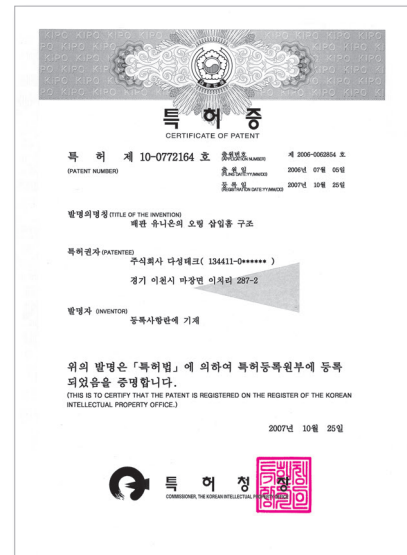 KIPO KIPO KIPO KIPO KIPO KIPO
특허증
CERTIFICATE OF PATENT
특 허 제 10-0772164 호
(PATENT NUMBER)
출원번호 (APPLICATION NUMBER) 제 2006-0062854 호
출 원 일 (FILING DATE:YY/MM/DD) 2006년 07월 05일
등 록 일 (REGISTRATION DATE:YY/MM/DD) 2007년 10월 25일
발명의명칭 (TITLE OF THE INVENTION)
배관 유니온의 오링 삽입홈 구조
특허권자 (PATENTEE)
주식회사 다성테크( 134411-0****** )
경기 이천시 마장면 이치리 287-2
발명자 (INVENTOR)
등록사항란에 기재
위의 발명은 「특허법」 에 의하여 특허등록원부에 등록
되었음을 증명합니다.
(THIS IS TO CERTIFY THAT THE PATENT IS REGISTERED ON THE REGISTER OF THE KOREAN
INTELLECTUAL PROPERTY OFFICE.)
2007년 10월 25일
특 허 청 장
COMMISSIONER, THE KOREAN INTELLECTUAL PROPERTY OFFICE